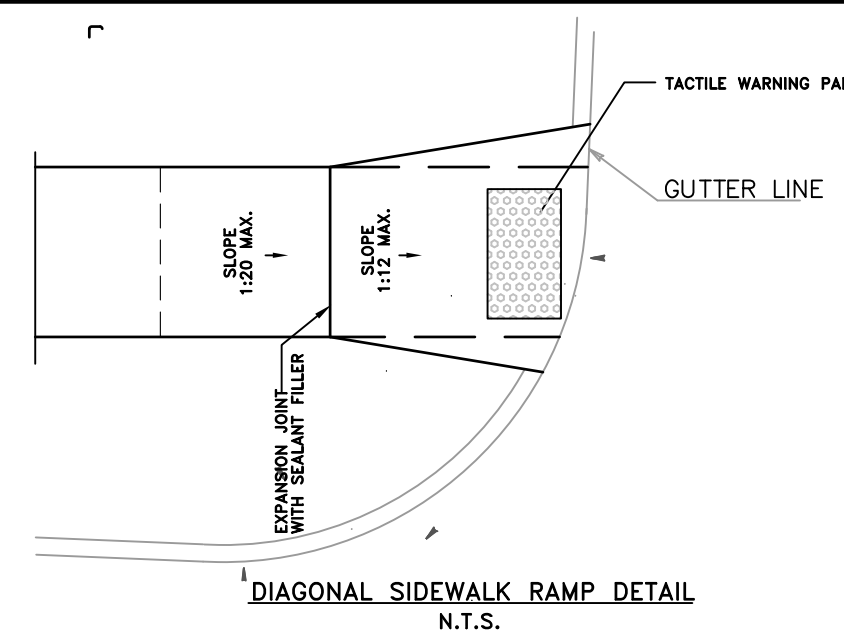 TACTILE WARNING
GUTTER LINE
SLOPE
1:20 MAX.
SLOPE
1:12 MAX.
EXPANSION JOINT
WITH SEALANT FILLER
DIAGONAL SIDEWALK RAMP DETAIL
N.T.S.